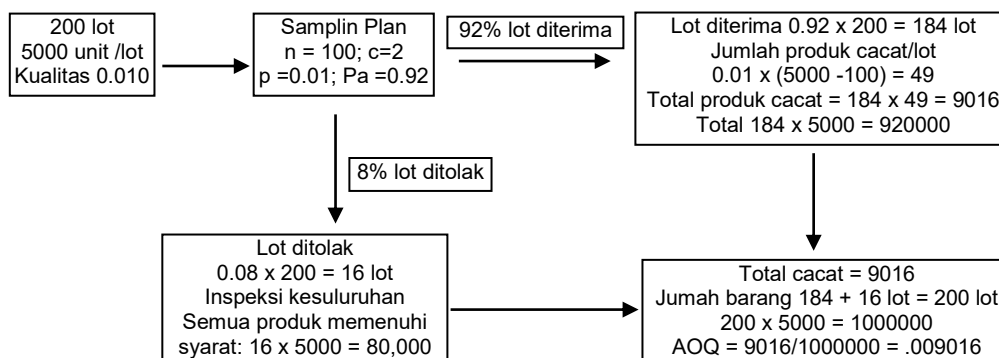 200 lot
5000 unit /lot
Kualitas 0.010
Samplin Plan
n = 100; c=2
p =0.01; Pa =0.92
92% lot diterima
Lot diterima 0.92 x 200 = 184 lot
Jumlah produk cacat/lot
0.01 x (5000 -100) = 49
Total produk cacat = 184 x 49 = 9016
Total 184 x 5000 = 920000
8% lot ditolak
Lot ditolak
0.08 x 200 = 16 lot
Inspeksi kesuluruhan
Semua produk memenuhi
syarat: 16 x 5000 = 80,000
Total cacat = 9016
Jumah barang 184 + 16 lot = 200 lot
200 x 5000 = 1000000
AOQ = 9016/1000000 = .009016